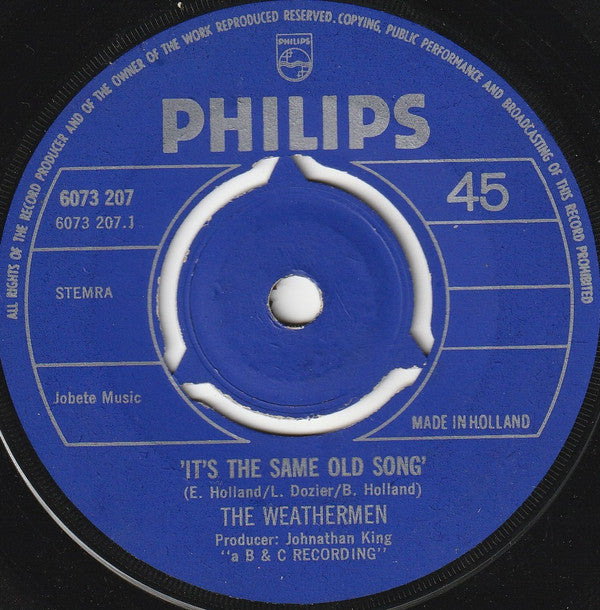 ALL RIGHTS OF THE RECORD PRODUCER AND OF THE OWNER OF THE WORK REPRODUCED RESERVED. COPYING, PUBLIC PERFORMANCE AND BROADCASTING OF THIS RECORD PROHIBITED
PHILIPS
PHILIPS
6073 207
6073 207.1
45
STEMRA
Jobete Music
MADE IN HOLLAND
'IT'S THE SAME OLD SONG'
(E. Holland/L. Dozier/B. Holland)
THE WEATHERMEN
Producer: Johnathan King
"a B & C RECORDING"